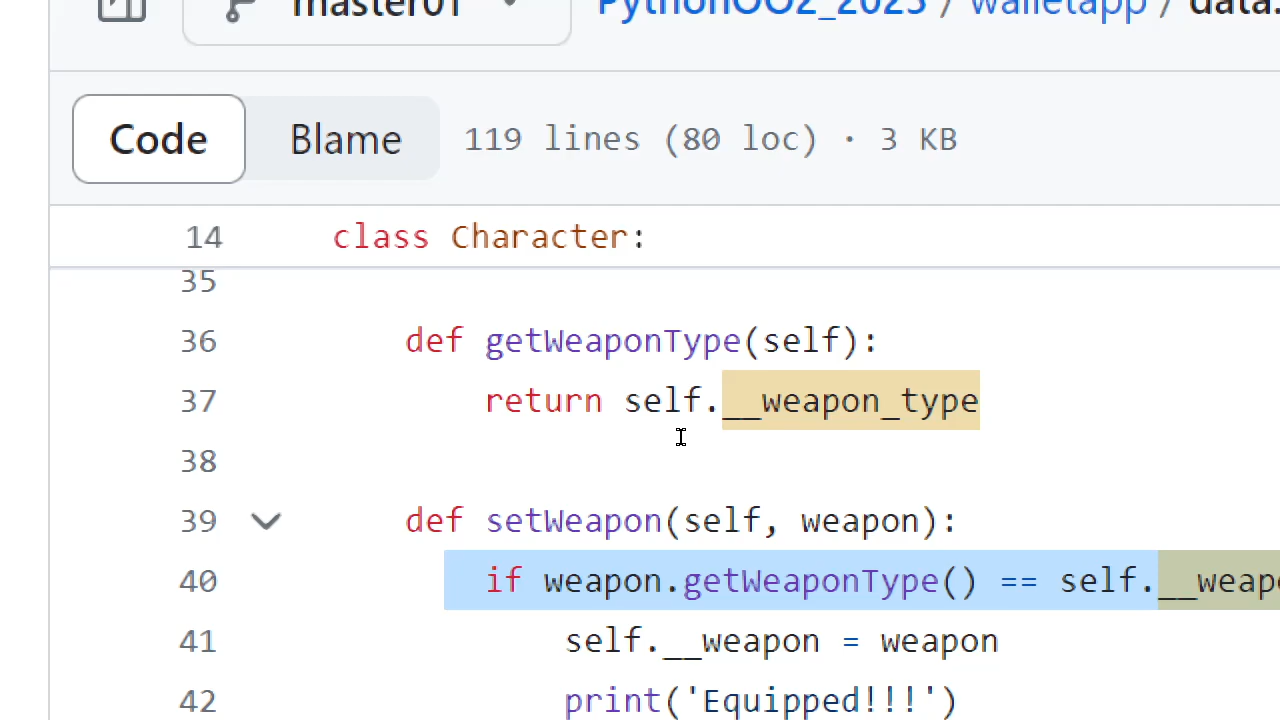 master01 PythonOO2_2023 / walletapp / data.
Code Blame 119 lines (80 loc) · 3 KB
14 class Character:
35
36 def getWeaponType(self):
37 return self.__weapon_type
38
39 def setWeapon(self, weapon):
40 if weapon.getWeaponType() == self.__weap
41 self.__weapon = weapon
42 print('Equipped!!!')